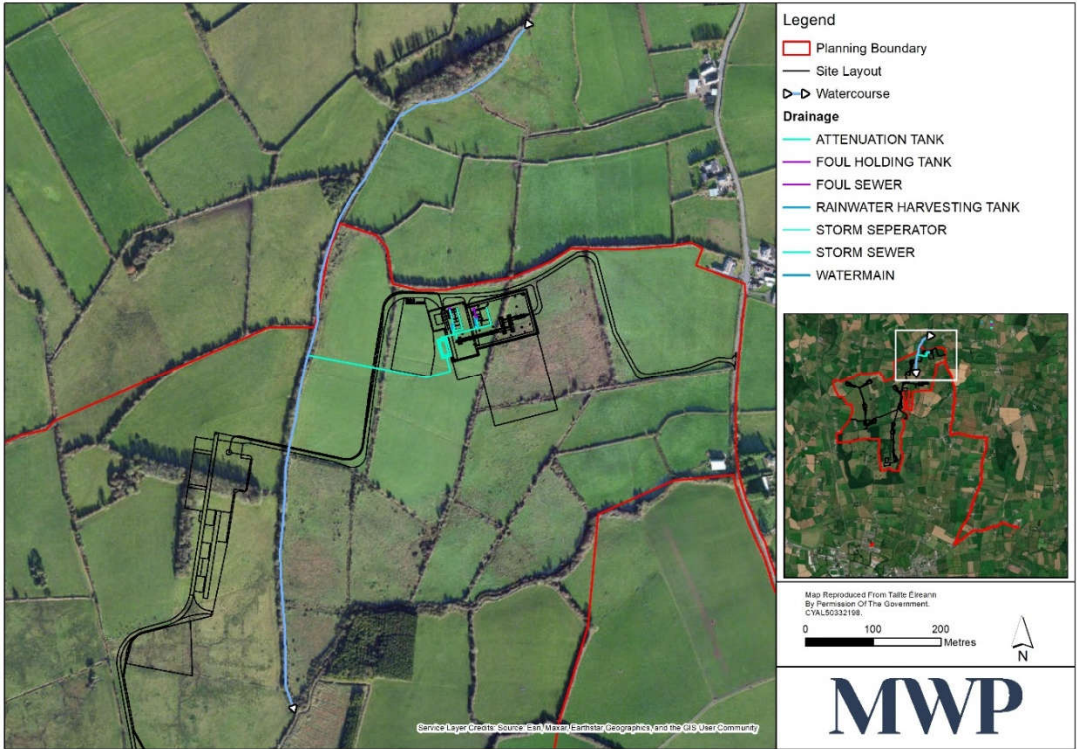 Legend
Planning Boundary
Site Layout
Watercourse
Drainage
ATTENUATION TANK
FOUL HOLDING TANK
FOUL SEWER
RAINWATER HARVESTING TANK
STORM SEPERATOR
STORM SEWER
WATERMAIN
Map Reproduced From Tailte Éireann
By Permission Of The Government.
CYAL50332198.
0 100 200
Metres
N
MWP
Service Layer Credits: Source: Esri, Maxar, Earthstar Geographics, and the GIS User Community